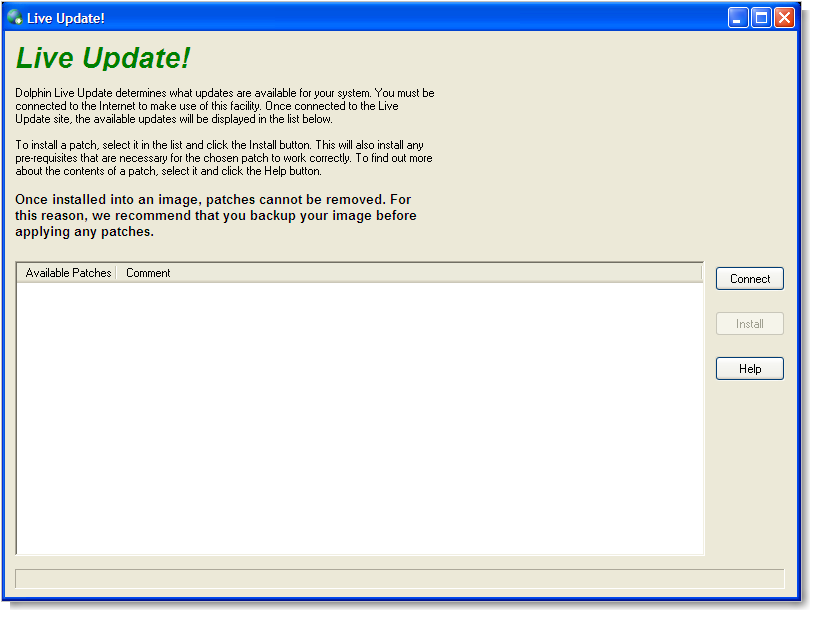 Live Update!
Live Update!
Dolphin Live Update determines what updates are available for your system. You must be
connected to the Internet to make use of this facility. Once connected to the Live
Update site, the available updates will be displayed in the list below.
To install a patch, select it in the list and click the Install button. This will also install any
pre-requisites that are necessary for the chosen patch to work correctly. To find out more
about the contents of a patch, select it and click the Help button.
Once installed into an image, patches cannot be removed. For
this reason, we recommend that you backup your image before
applying any patches.
Available Patches Comment
Connect
Install
Help